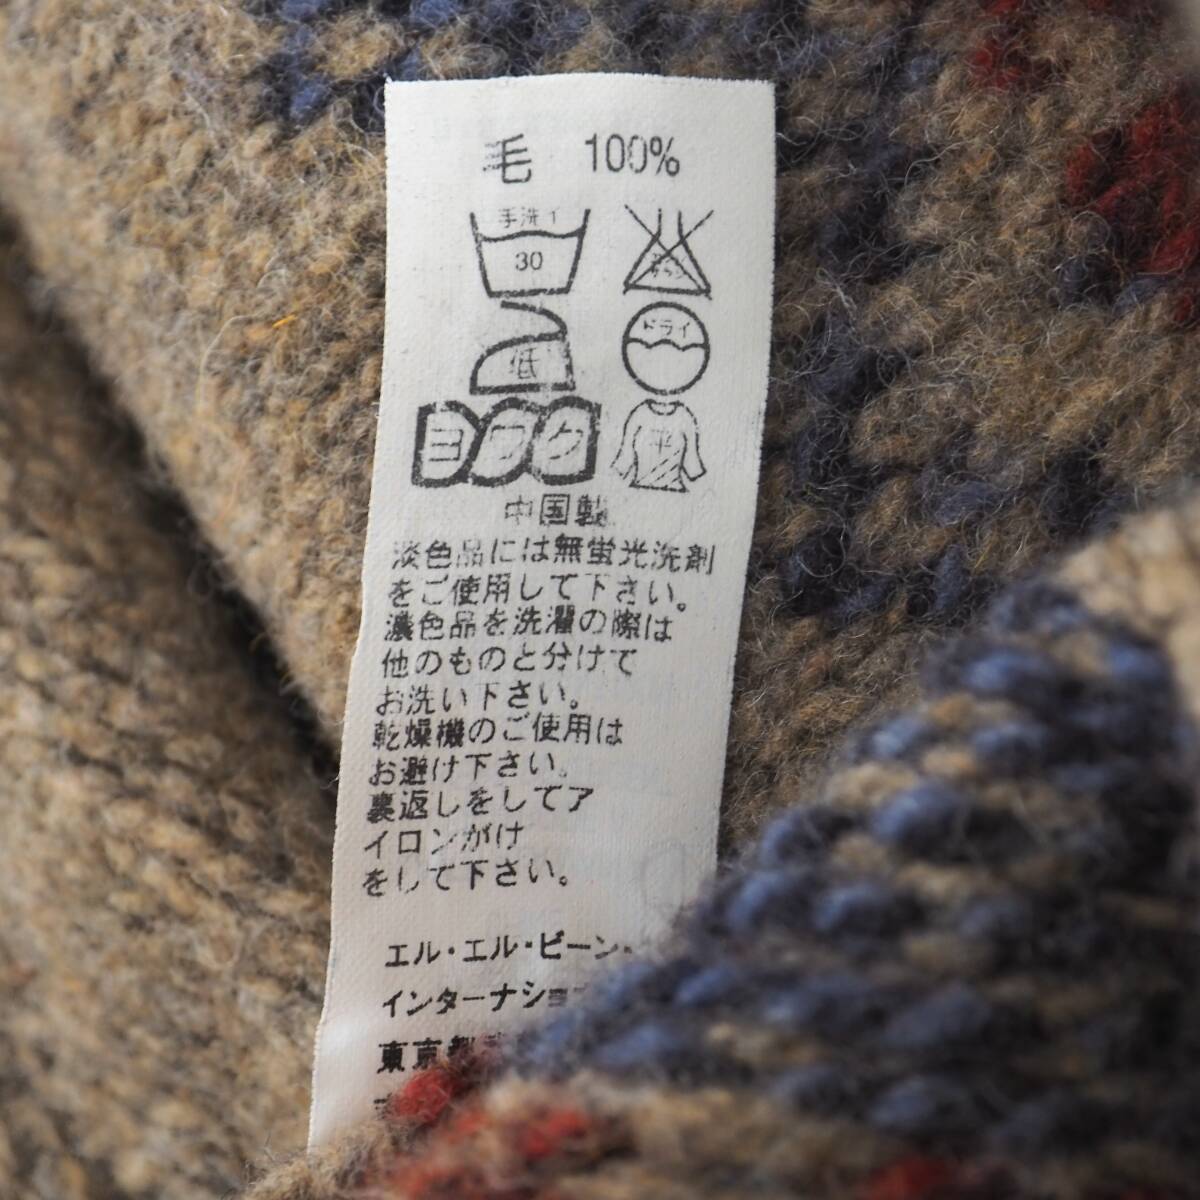 毛 100%
手洗イ
30
ドライ
低
ヨワク
平
中国製
淡色品には無蛍光洗剤
をご使用して下さい。
濃色品を洗濯の際は
他のものと分けて
お洗い下さい。
乾燥機のご使用は
お避け下さい。
裏返しをしてア
イロンがけ
をして下さい。
エル・エル・ビーン・
インターナショ
東京都